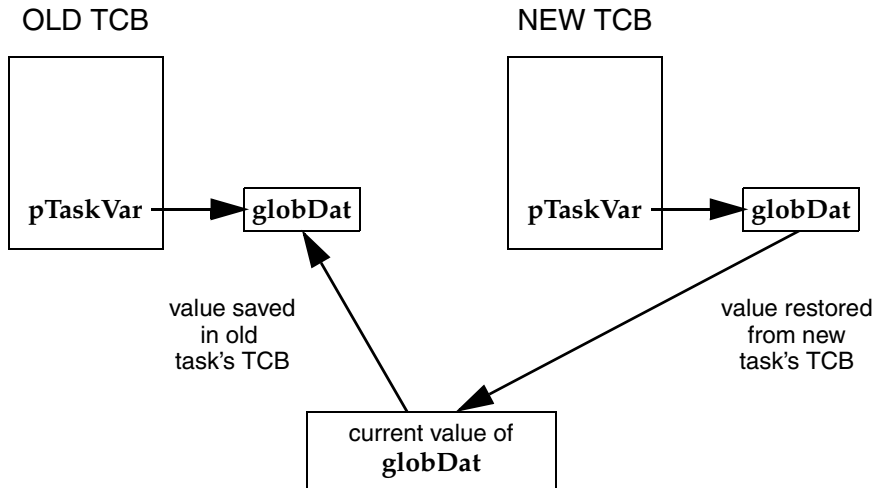 OLD TCB
NEW TCB
pTaskVar
globDat
pTaskVar
globDat
value saved
in old
task's TCB
value restored
from new
task's TCB
current value of
globDat